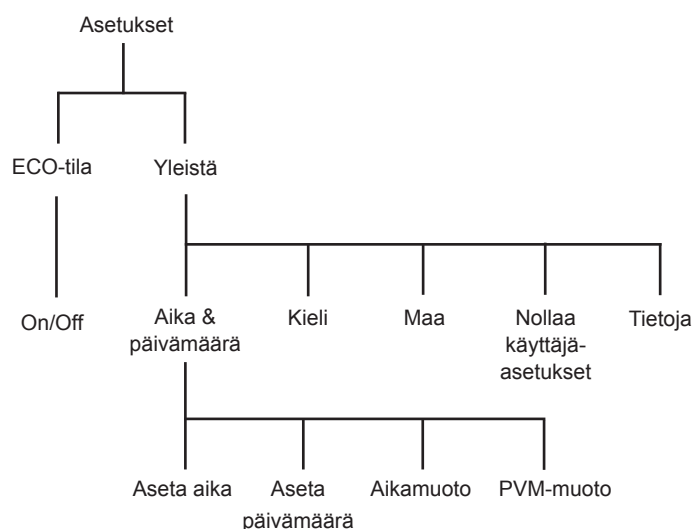 Asetukset
ECO-tila
Yleistä
On/Off
Aika &
päivämäärä
Kieli
Maa
Nollaa
käyttäjä-
asetukset
Tietoja
Aseta aika
Aseta
päivämäärä
Aikamuoto
PVM-muoto